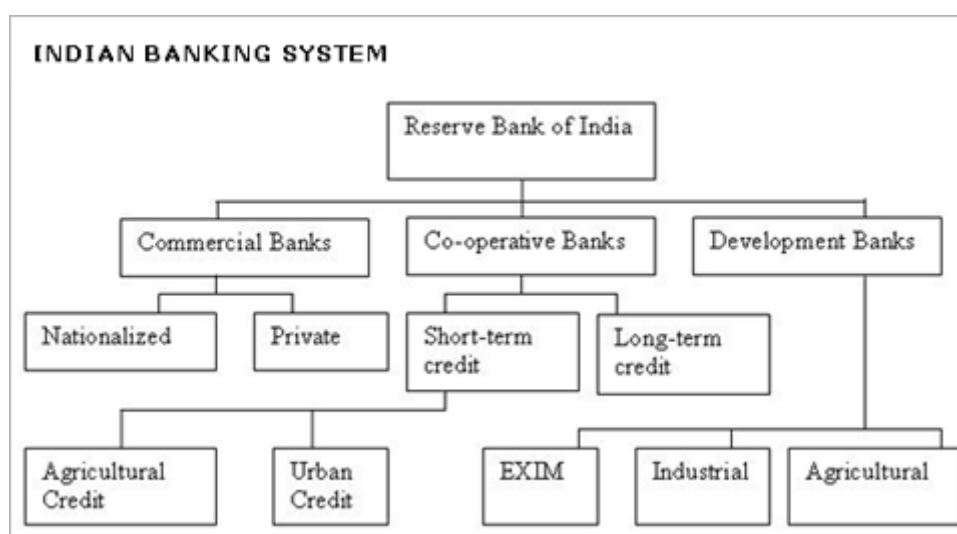 INDIAN BANKING SYSTEM
Reserve Bank of India
Commercial Banks
Co-operative Banks
Development Banks
Nationalized
Private
Short-term
credit
Long-term
credit
Agricultural
Credit
Urban
Credit
EXIM
Industrial
Agricultural